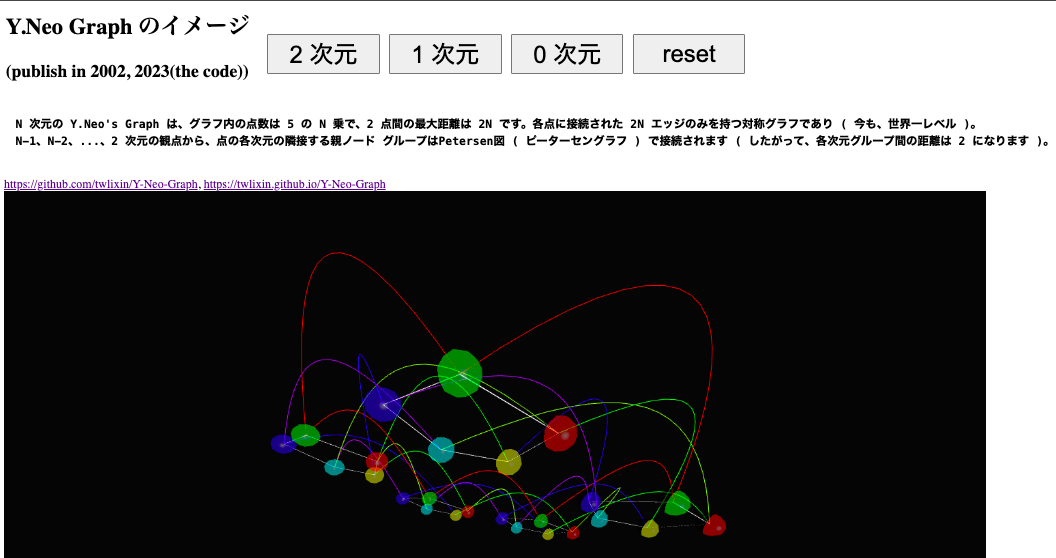 Y.Neo Graph のイメージ
(publish in 2002, 2023(the code))
2 次元
1 次元
0 次元
reset
N 次元の Y.Neo's Graph は、グラフ内の点数は 5 の N 乗で、2 点間の最大距離は 2N です。各点に接続された 2N エッジのみを持つ対称グラフであり ( 今も、世界一レベル )。
N−1、N−2、...、2 次元の観点から、点の各次元の隣接する親ノード グループはPetersen図 ( ピーターセングラフ ) で接続されます ( したがって、各次元グループ間の距離は 2 になります )。
https://github.com/twlixin/Y-Neo-Graph, https://twlixin.github.io/Y-Neo-Graph